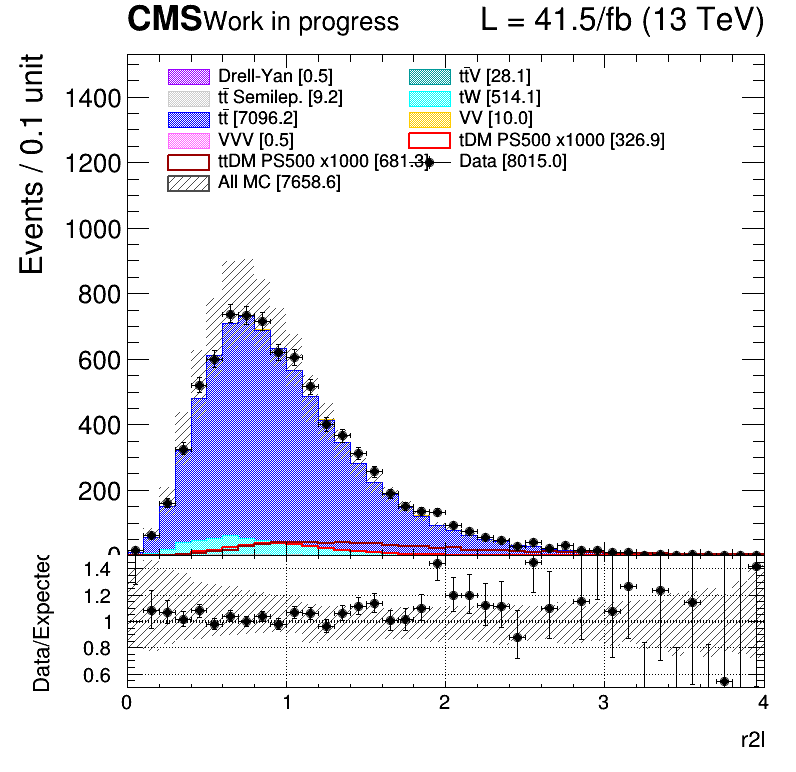 CMS Work in progress L = 41.5/fb (13 TeV)
Events / 0.1 unit
1400
1200
1000
800
600
400
200
0
Drell-Yan [0.5]
tt̄V [28.1]
tt̄ Semilep. [9.2]
tW [514.1]
tt̄ [7096.2]
VV [10.0]
VVV [0.5]
tDM PS500 x1000 [326.9]
ttDM PS500 x1000 [681.3]
Data [8015.0]
All MC [7658.6]
Data/Expected
1.4
1.2
1
0.8
0.6
0 1 2 3 4
r2l